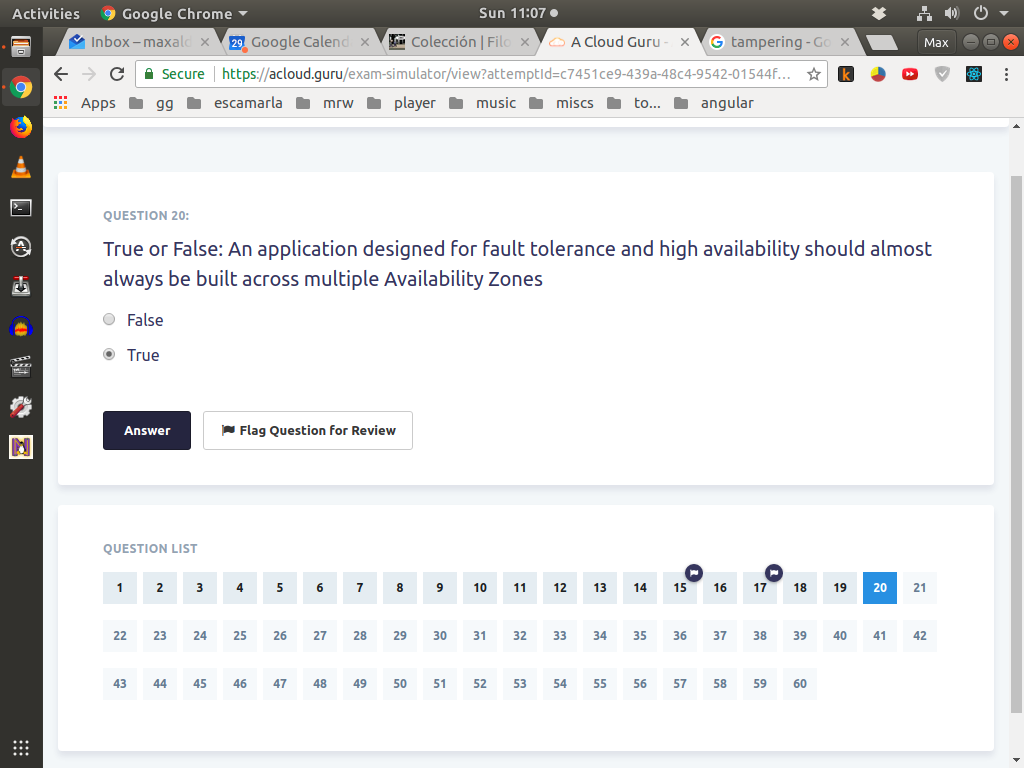 Activities Google Chrome Sun 11:07
Inbox – maxald Google Calend Colección | Filo A Cloud Guru - tampering - Go Max
Secure https://acloud.guru/exam-simulator/view?attemptId=c7451ce9-439a-48c4-9542-01544f...
Apps gg escamarla mrw player music miscs to... angular
QUESTION 20:
True or False: An application designed for fault tolerance and high availability should almost
always be built across multiple Availability Zones
False
True
Answer Flag Question for Review
QUESTION LIST
1 2 3 4 5 6 7 8 9 10 11 12 13 14 15 16 17 18 19 20 21
22 23 24 25 26 27 28 29 30 31 32 33 34 35 36 37 38 39 40 41 42
43 44 45 46 47 48 49 50 51 52 53 54 55 56 57 58 59 60